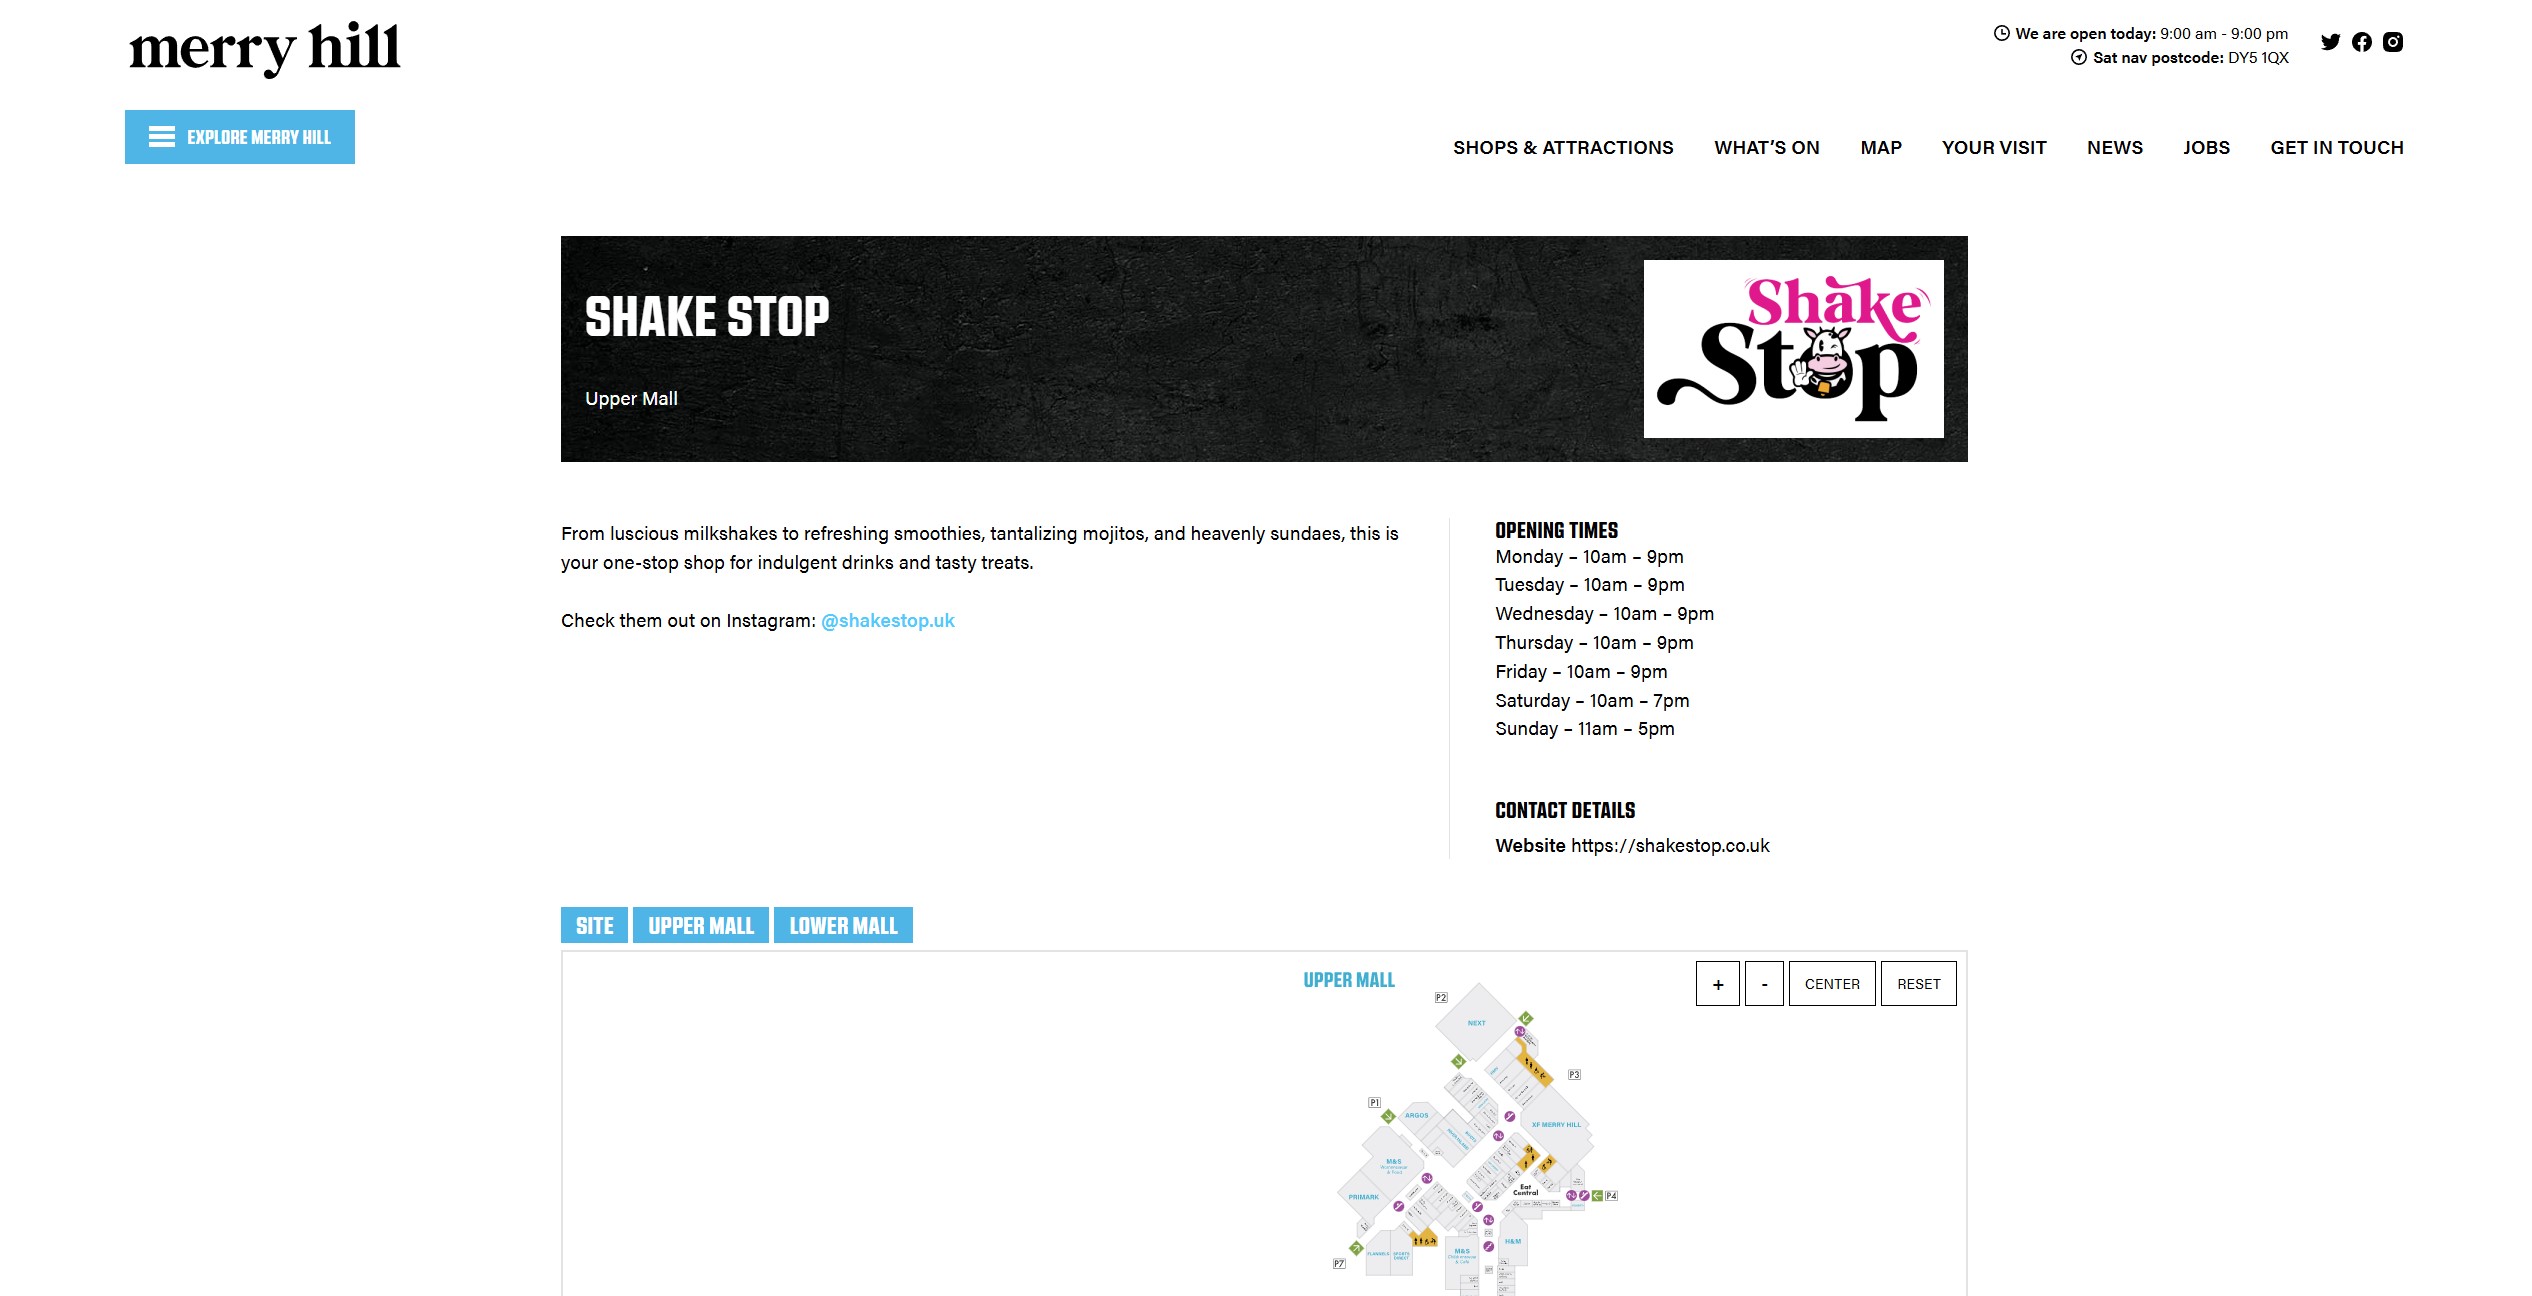 merry hill
We are open today: 9:00 am - 9:00 pm
Sat nav postcode: DY5 1QX
EXPLORE MERRY HILL
SHOPS & ATTRACTIONS
WHAT'S ON
MAP
YOUR VISIT
NEWS
JOBS
GET IN TOUCH
SHAKE STOP
Upper Mall
Shake
Stop
From luscious milkshakes to refreshing smoothies, tantalizing mojitos, and heavenly sundaes, this is
your one-stop shop for indulgent drinks and tasty treats.
Check them out on Instagram: @shakestop.uk
OPENING TIMES
Monday – 10am – 9pm
Tuesday – 10am – 9pm
Wednesday – 10am – 9pm
Thursday – 10am – 9pm
Friday – 10am – 9pm
Saturday – 10am – 7pm
Sunday – 11am – 5pm
CONTACT DETAILS
Website https://shakestop.co.uk
SITE
UPPER MALL
LOWER MALL
UPPER MALL
+
-
CENTER
RESET
P2
NEXT
P3
P1
ARGOS
XF MERRY HILL
M&S
PRIMARK
Eat
Central
P4
H&M
M&S
FLANNELS
SPORTS
DIRECT
P7